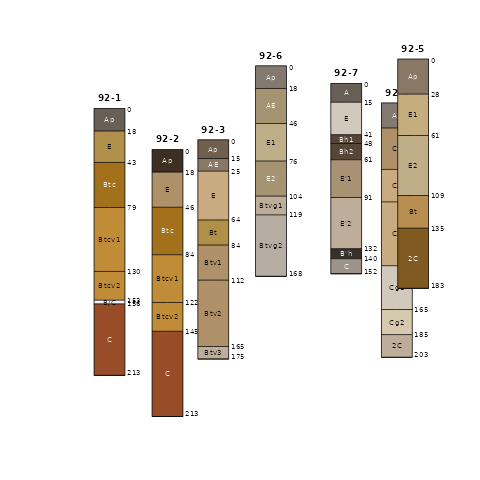 92-1
0
Ap
18
E
43
Btc
79
Btcv1
130
Btcv2
153
B/C
156
C
213
92-2
0
Ap
18
E
46
Btc
84
Btcv1
122
Btcv2
145
C
213
92-3
0
Ap
15
AE
25
E
64
Bt
84
Btv1
112
Btv2
165
Btv3
175
92-6
0
Ap
18
AE
46
E1
76
E2
104
Btvg1
119
Btvg2
168
92-7
0
A
15
E
41
Bh1
48
Bh2
61
E'1
91
E'2
132
B'h
140
C
152
92
A
C
C
C
Cg1
165
Cg2
185
2C
203
92-5
0
Ap
28
E1
61
E2
109
Bt
135
2C
183